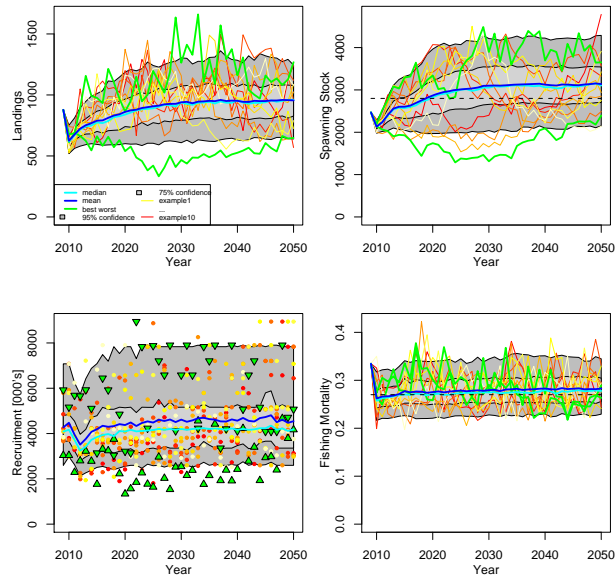 Landings
0 500 1000 1500
median
mean
best worst
95% confidence
75% confidence
example1
...
example10
2010 2020 2030 2040 2050
Year
Spawning Stock
0 1000 2000 3000 4000
2010 2020 2030 2040 2050
Year
Recruitment [000's]
0 2000 4000 6000 8000
2010 2020 2030 2040 2050
Year
Fishing Mortality
0.0 0.1 0.2 0.3 0.4
2010 2020 2030 2040 2050
Year